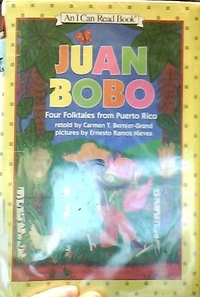 An I Can Read Book
JUAN
BOBO
Four Folktales from Puerto Rico
retold by Carmen T. Bernier-Grand
pictures by Ernesto Ramos Nieves